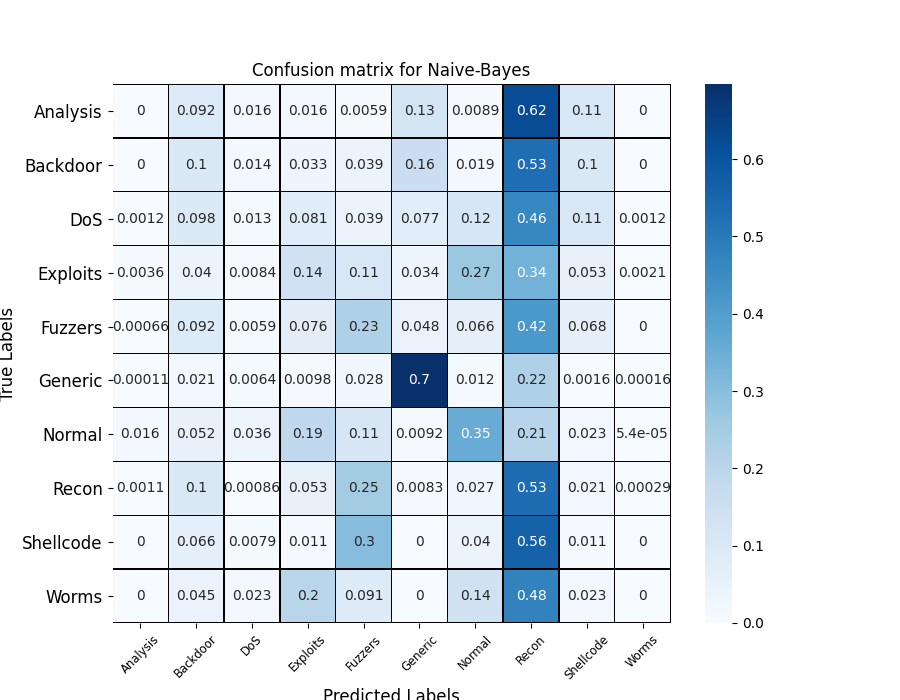 Confusion matrix for Naive-Bayes
Analysis 0 0.092 0.016 0.016 0.0059 0.13 0.0089 0.62 0.11 0
Backdoor 0 0.1 0.014 0.033 0.039 0.16 0.019 0.53 0.1 0
0.6
DoS 0.0012 0.098 0.013 0.081 0.039 0.077 0.12 0.46 0.11 0.0012
0.5
Exploits 0.0036 0.04 0.0084 0.14 0.11 0.034 0.27 0.34 0.053 0.0021
0.4
Fuzzers 0.00066 0.092 0.0059 0.076 0.23 0.048 0.066 0.42 0.068 0
True Labels
Generic 0.00011 0.021 0.0064 0.0098 0.028 0.7 0.012 0.22 0.0016 0.00016
0.3
Normal 0.016 0.052 0.036 0.19 0.11 0.0092 0.35 0.21 0.023 5.4e-05
0.2
Recon 0.0011 0.1 0.00086 0.053 0.25 0.0083 0.027 0.53 0.021 0.00029
Shellcode 0 0.066 0.0079 0.011 0.3 0 0.04 0.56 0.011 0
0.1
Worms 0 0.045 0.023 0.2 0.091 0 0.14 0.48 0.023 0
0.0
Analysis Backdoor DoS Exploits Fuzzers Generic Normal Recon Shellcode Worms
Predicted Labels